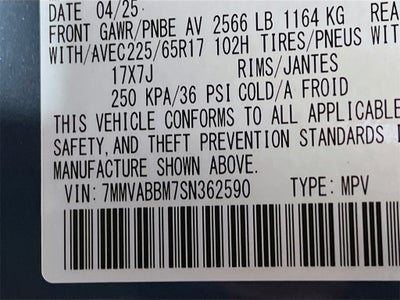 DATE 04/25
FRONT GAWR/PNBE AV 2566 LB 1164 KG REA
WITH/AVEC225/65R17 102H TIRES/PNEUS WIT
17X7J RIMS/JANTES
250 KPA/36 PSI COLD/A FROID
THIS VEHICLE CONFORMS TO ALL APPLICABLE
SAFETY, AND THEFT PREVENTION STANDARDS
MANUFACTURE SHOWN ABOVE.
VIN: 7MMVABBM7SN362590 TYPE: MPV